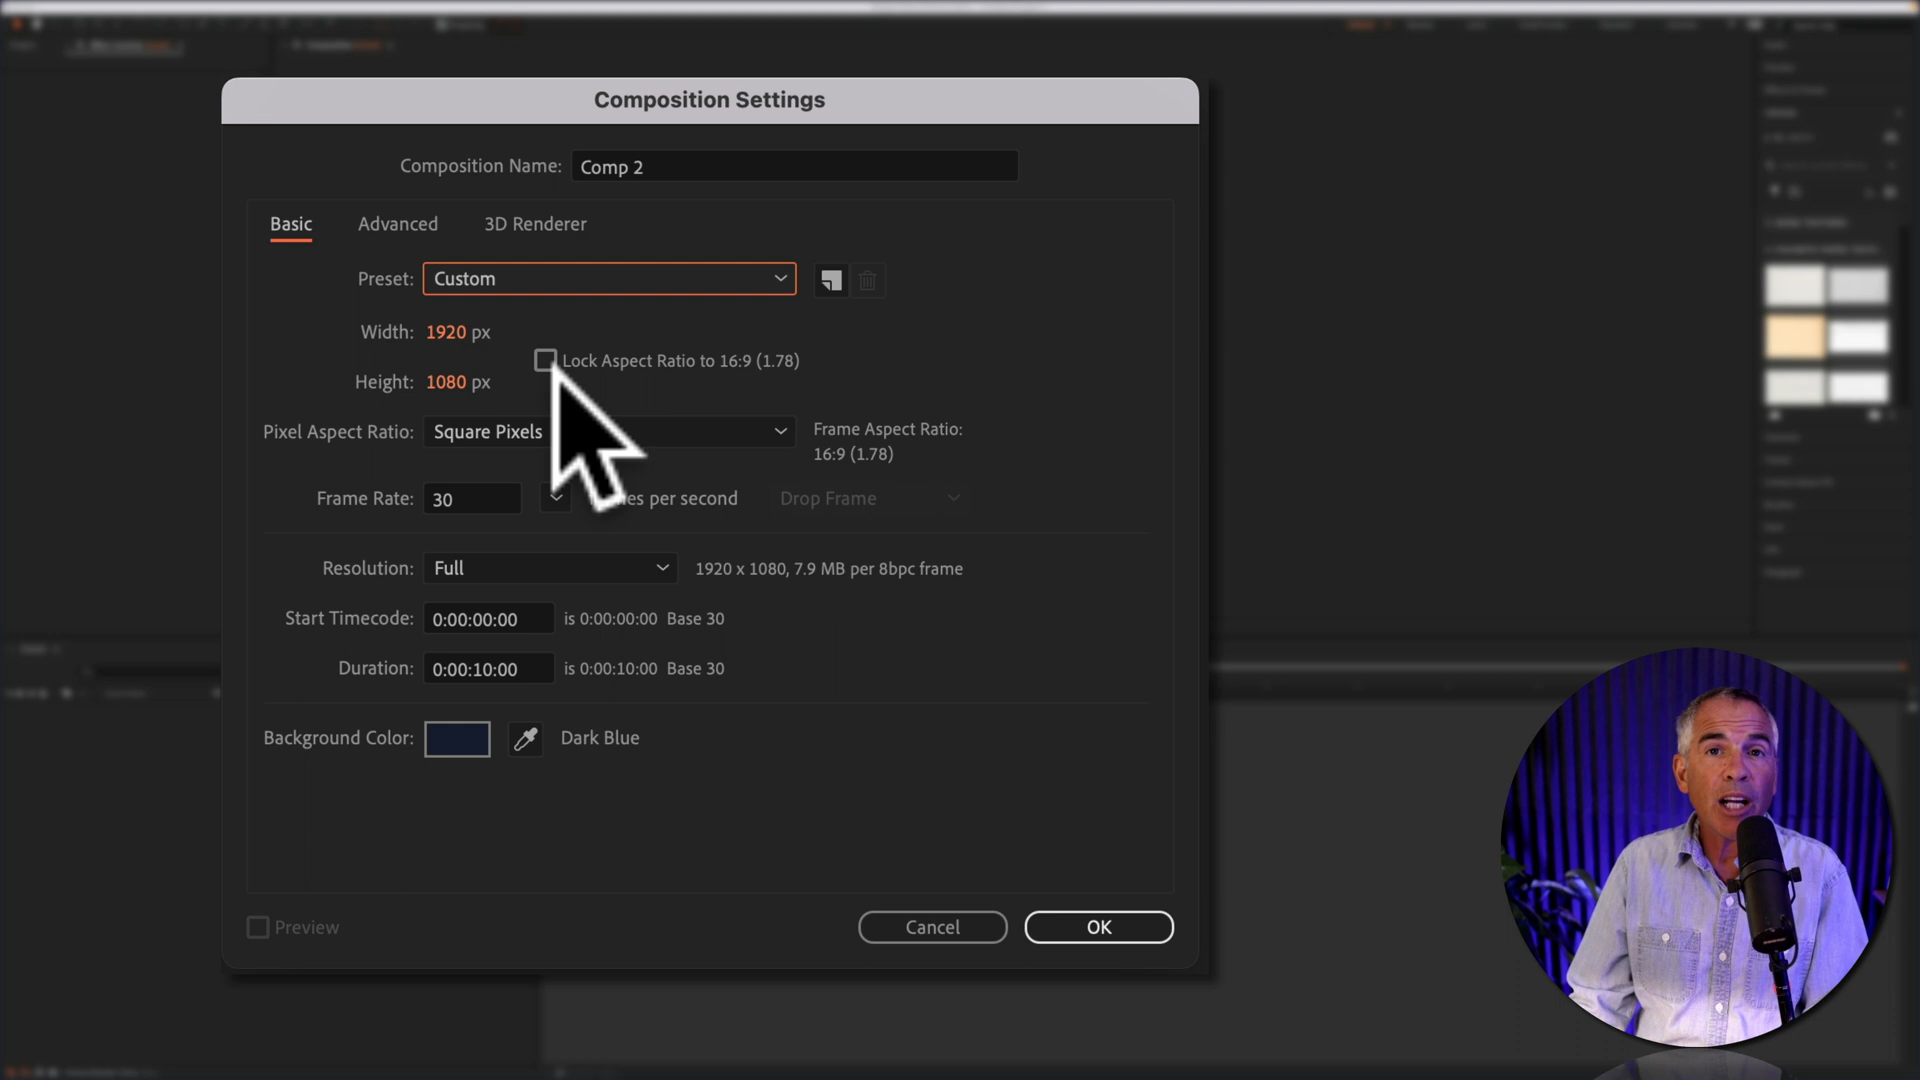 Composition Settings
Composition Name: Comp 2
Basic Advanced 3D Renderer
Preset: Custom
Width: 1920 px
Lock Aspect Ratio to 16:9 (1.78)
Height: 1080 px
Pixel Aspect Ratio: Square Pixels
Frame Aspect Ratio:
16:9 (1.78)
Frame Rate: 30 per second Drop Frame
Resolution: Full 1920 x 1080, 7.9 MB per 8bpc frame
Start Timecode: 0:00:00:00 is 0:00:00:00 Base 30
Duration: 0:00:10:00 is 0:00:10:00 Base 30
Background Color: Dark Blue
Preview
Cancel
OK